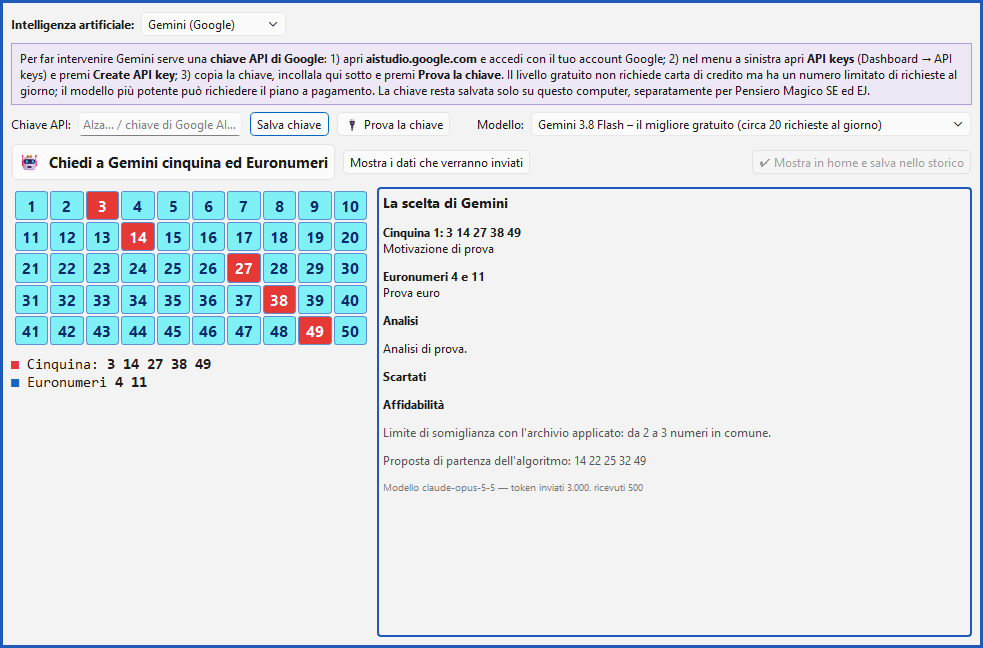 Intelligenza artificiale: Gemini (Google)
Per far intervenire Gemini serve una chiave API di Google: 1) apri aistudio.google.com e accedi con il tuo account Google; 2) nel menu a sinistra apri API keys (Dashboard → API
keys) e premi Create API key; 3) copia la chiave, incollala qui sotto e premi Prova la chiave. Il livello gratuito non richiede carta di credito ma ha un numero limitato di richieste al
giorno; il modello più potente può richiedere il piano a pagamento. La chiave resta salvata solo su questo computer, separatamente per Pensiero Magico SE ed EJ.
Chiave API: AIza... / chiave di Google AI... Salva chiave Prova la chiave Modello: Gemini 3.8 Flash – il migliore gratuito (circa 20 richieste al giorno)
Chiedi a Gemini cinquina ed Euronumeri Mostra i dati che verranno inviati ✔ Mostra in home e salva nello storico
1 2 3 4 5 6 7 8 9 10
11 12 13 14 15 16 17 18 19 20
21 22 23 24 25 26 27 28 29 30
31 32 33 34 35 36 37 38 39 40
41 42 43 44 45 46 47 48 49 50
Cinquina: 3 14 27 38 49
Euronumeri 4 11
La scelta di Gemini
Cinquina 1: 3 14 27 38 49
Motivazione di prova
Euronumeri 4 e 11
Prova euro
Analisi
Analisi di prova.
Scartati
Affidabilità
Limite di somiglianza con l'archivio applicato: da 2 a 3 numeri in comune.
Proposta di partenza dell'algoritmo: 14 22 25 32 49
Modello claude-opus-5-5 — token inviati 3.000, ricevuti 500